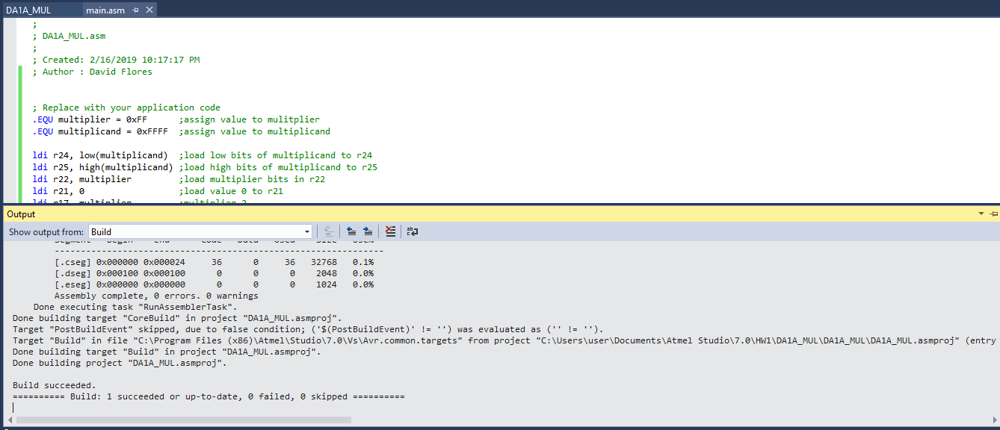 DA1A_MUL main.asm
;
; DA1A_MUL.asm
;
; Created: 2/16/2019 10:17:17 PM
; Author : David Flores
; Replace with your application code
.EQU multiplier = 0xFF ;assign value to mulitplier
.EQU multiplicand = 0xFFFF ;assign value to multiplicand
ldi r24, low(multiplicand) ;load low bits of multiplicand to r24
ldi r25, high(multiplicand) ;load high bits of multiplicand to r25
ldi r22, multiplier ;load multiplier bits in r22
ldi r21, 0 ;load value 0 to r21
ldi r17, multiplier ;multiplier 2
Output
Show output from: Build
Segment Begin End Code Data Used Size Use%
---------------------------------------------------------------
[.cseg] 0x000000 0x000024 36 0 36 32768 0.1%
[.dseg] 0x000100 0x000100 0 0 0 2048 0.0%
[.eseg] 0x000000 0x000000 0 0 0 1024 0.0%
Assembly complete, 0 errors. 0 warnings
Done executing task "RunAssemblerTask".
Done building target "CoreBuild" in project "DA1A_MUL.asmproj".
Target "PostBuildEvent" skipped, due to false condition; ('$(PostBuildEvent)' != '') was evaluated as ('' != '').
Target "Build" in file "C:\Program Files (x86)\Atmel\Studio\7.0\Vs\Avr.common.targets" from project "C:\Users\user\Documents\Atmel Studio\7.0\HW1\DA1A_MUL\DA1A_MUL\DA1A_MUL.asmproj" (entry
Done building target "Build" in project "DA1A_MUL.asmproj".
Done building project "DA1A_MUL.asmproj".
Build succeeded.
========== Build: 1 succeeded or up-to-date, 0 failed, 0 skipped ==========